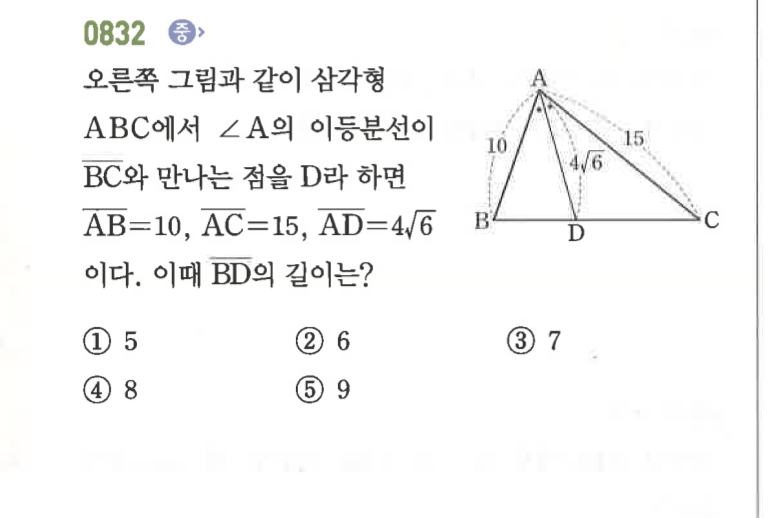 0832 중
오른쪽 그림과 같이 삼각형
ABC에서 ∠A의 이등분선이
$\overline{BC}$와 만나는 점을 D라 하면
$\overline{AB}$=10, $\overline{AC}$=15, $\overline{AD}$=4√6
이다. 이때 $\overline{BD}$의 길이는?
A
10
15
4√6
B
D
C
① 5 ② 6 ③ 7
④ 8 ⑤ 9